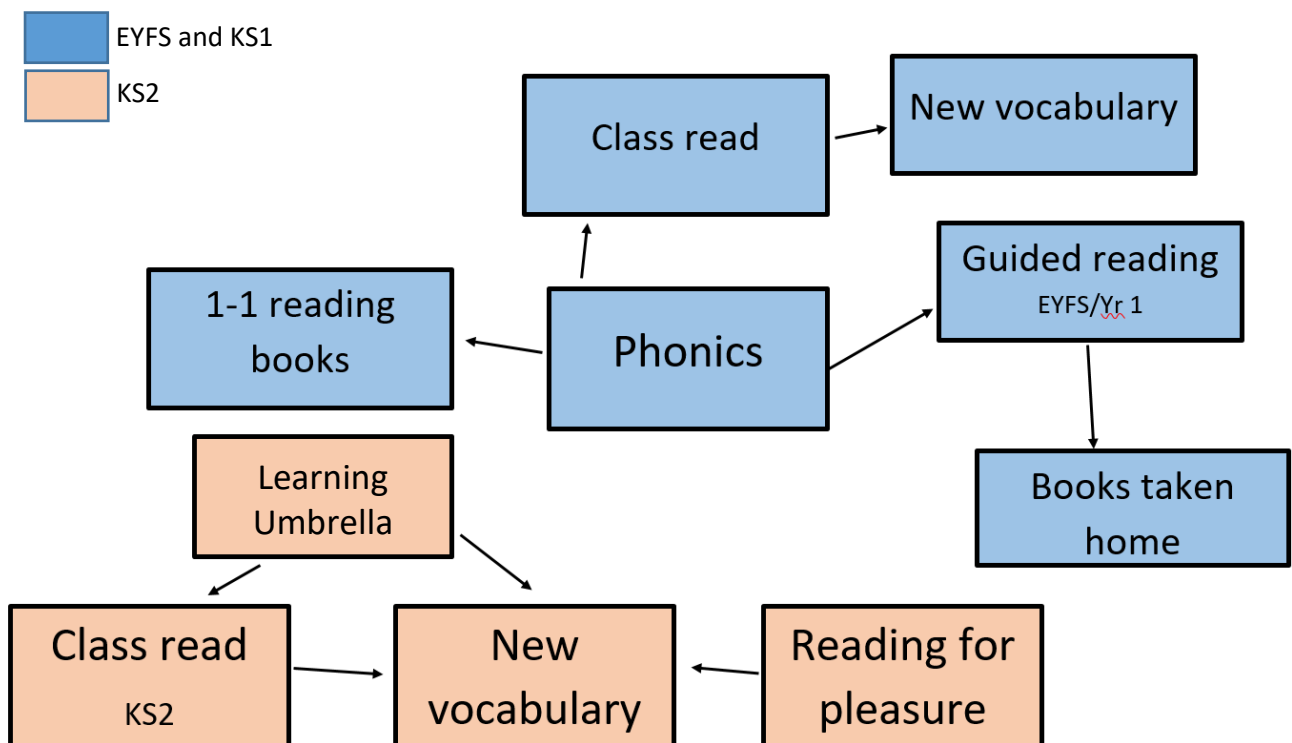 EYFS and KS1
KS2
Class read
New vocabulary
Guided reading
EYFS/Yr 1
1-1 reading
books
Phonics
Books taken
home
Learning
Umbrella
Class read
KS2
New
vocabulary
Reading for
pleasure